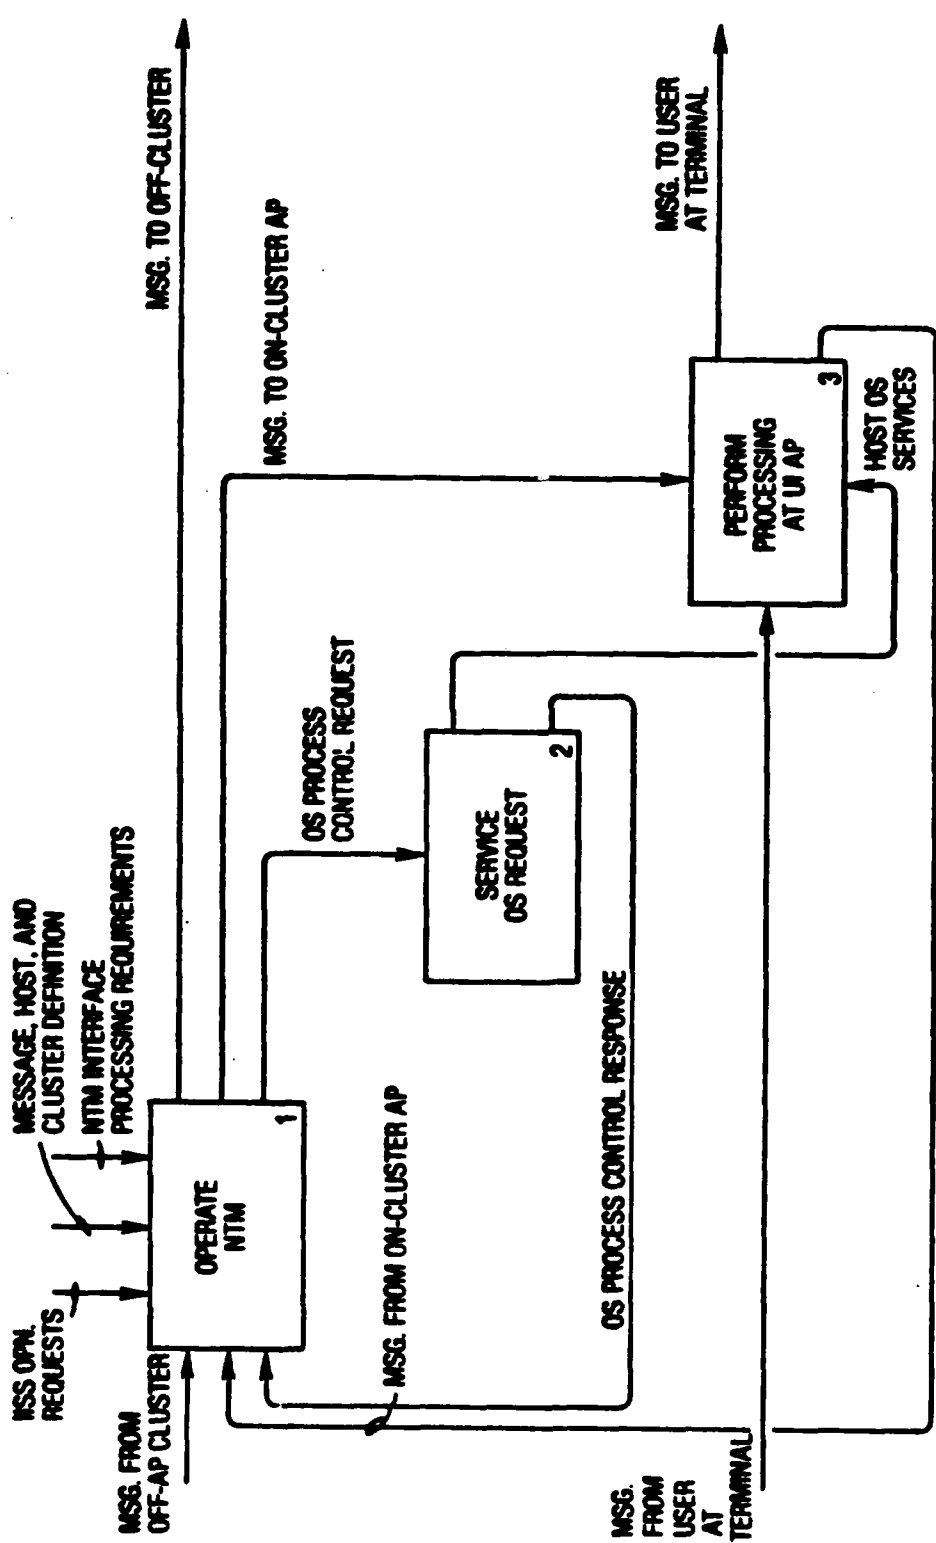 IISS OPN.
REQUESTS
MESSAGE, HOST, AND
CLUSTER DEFINITION
NTM INTERFACE
PROCESSING REQUIREMENTS
MSG. FROM
OFF-AP CLUSTER
OPERATE
NTM
1
MSG. TO OFF-CLUSTER
MSG. TO ON-CLUSTER AP
OS PROCESS
CONTROL REQUEST
MSG. FROM ON-CLUSTER AP
SERVICE
OS REQUEST
2
OS PROCESS CONTROL RESPONSE
MSG. TO USER
AT TERMINAL
PERFORM
PROCESSING
AT UI AP
3
HOST OS
SERVICES
MSG.
FROM
USER
AT
TERMINAL